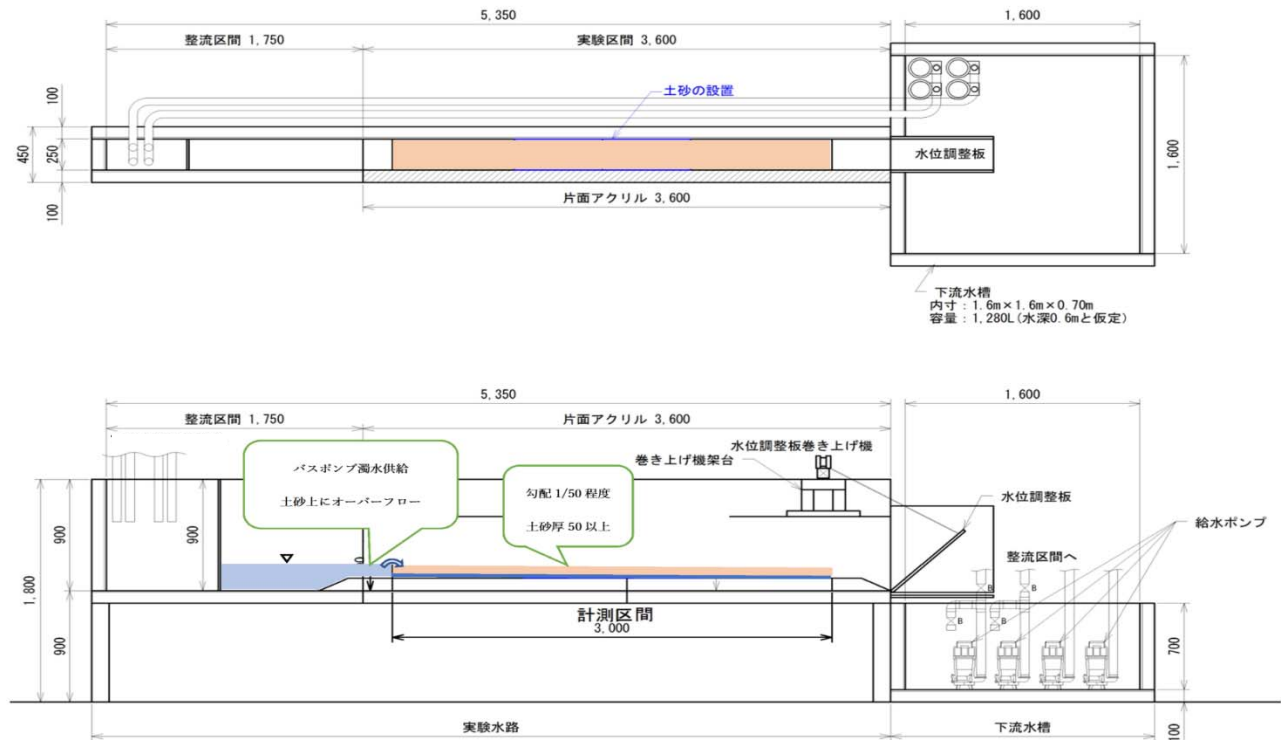 5,350
1,600
整流区間 1,750
実験区間 3,600
土砂の設置
100
450
250
100
水位調整板
1,600
片面アクリル 3,600
下流水槽
内寸：1.6m×1.6m×0.70m
容量：1,280L(水深0.6mと仮定)
5,350
1,600
整流区間 1,750
片面アクリル 3,600
水位調整板巻き上げ機
巻き上げ機架台
バスポンプ濁水供給
土砂上にオーバーフロー
勾配 1/50 程度
土砂厚 50 以上
水位調整板
給水ポンプ
整流区間へ
1,800
900
900
900
B
B
B
B
計測区間
3,000
700
100
実験水路
下流水槽